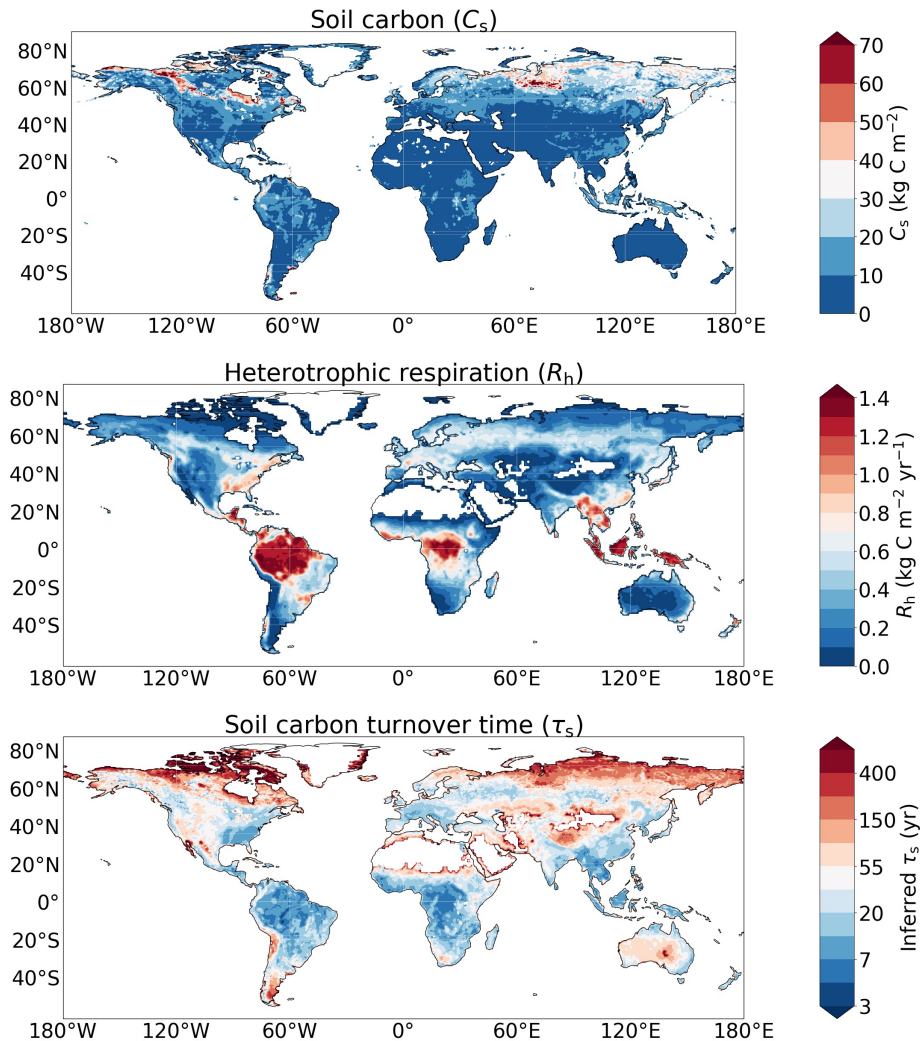 Soil carbon (Cs)
80°N
60°N
40°N
20°N
0°
20°S
40°S
180°W 120°W 60°W 0° 60°E 120°E 180°E
70
60
50
40
30
20
10
0
Cs (kg C m−2)
Heterotrophic respiration (Rh)
80°N
60°N
40°N
20°N
0°
20°S
40°S
180°W 120°W 60°W 0° 60°E 120°E 180°E
1.4
1.2
1.0
0.8
0.6
0.4
0.2
0.0
Rh (kg C m−2 yr−1)
Soil carbon turnover time (τs)
80°N
60°N
40°N
20°N
0°
20°S
40°S
180°W 120°W 60°W 0° 60°E 120°E 180°E
400
150
55
20
7
3
Inferred τs (yr)